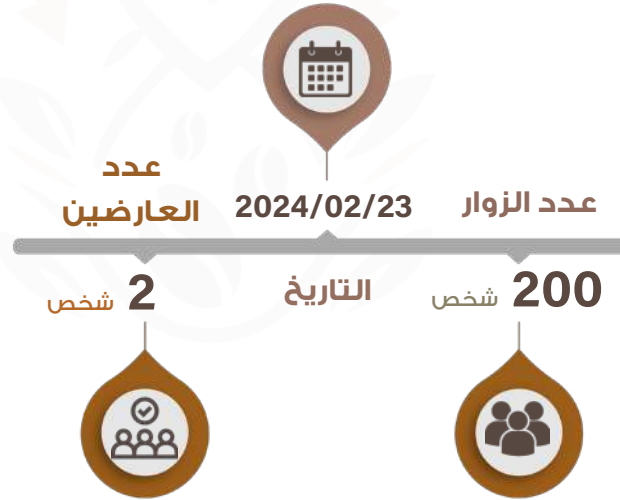 عدد الزوار
200 شخص
2024/02/23
التاريخ
عدد
العارضين
2 شخص